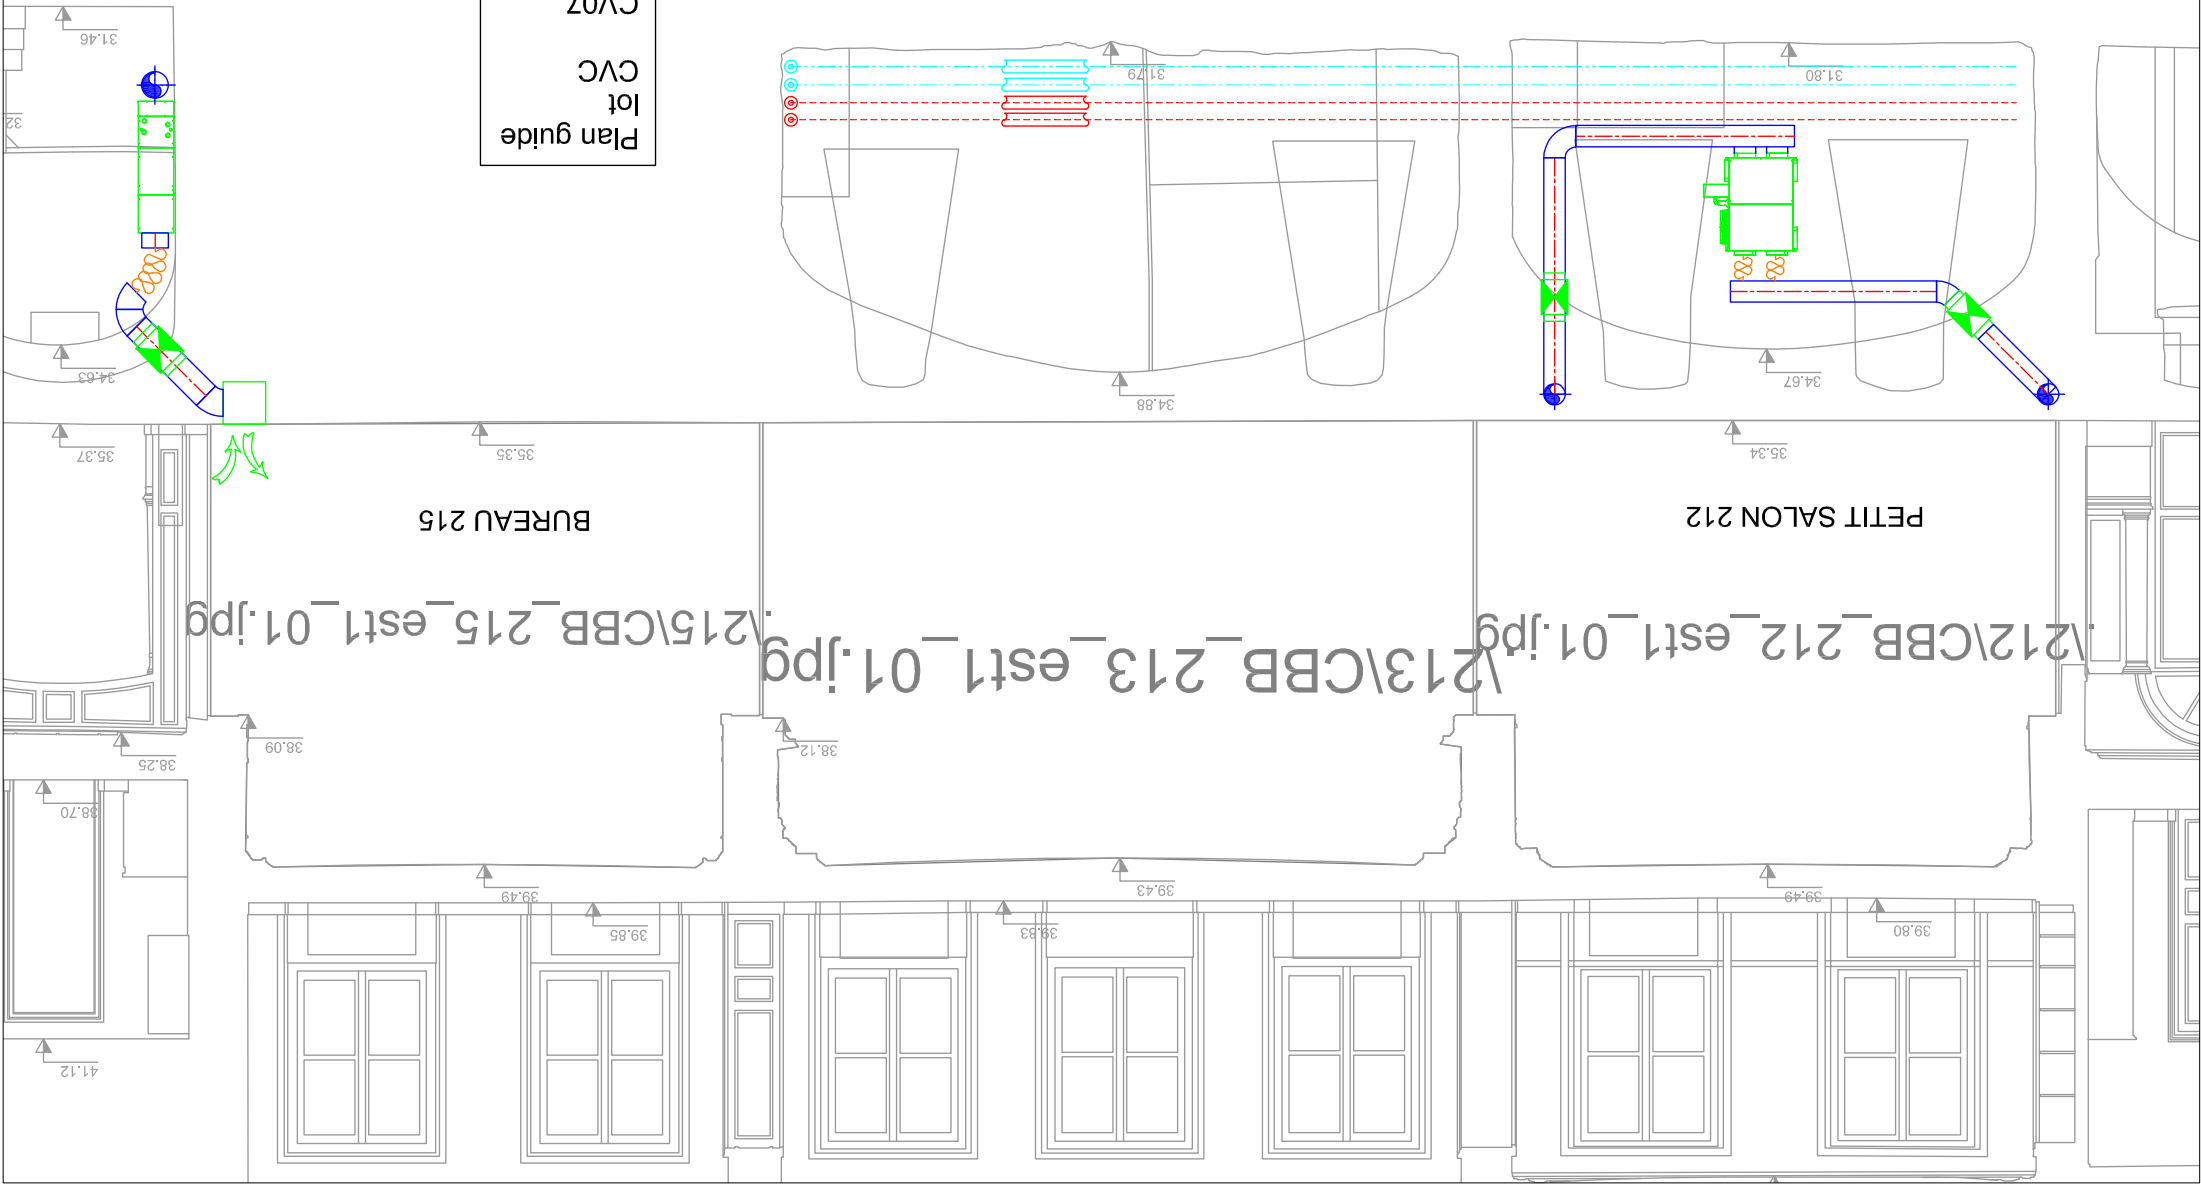 41.12
39.80
39.83
39.85
39.49
39.43
39.49
38.70
38.25
38.12
38.09
.\212\CBB_212_est1_01.jpg
.\213\CBB_213_est1_01.jpg
.\215\CBB_215_est1_01.jpg
PETIT SALON 212
BUREAU 215
35.34
35.35
35.37
34.67
34.88
34.63
Plan guide
lot
CVC
CV07
32
31.80
31.79
31.46